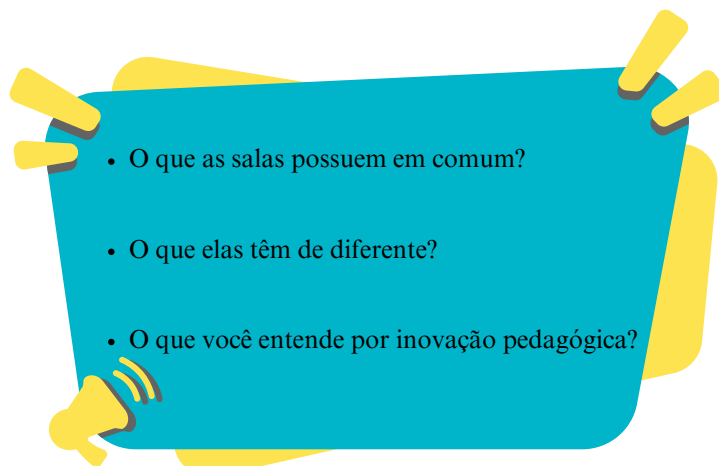 • O que as salas possuem em comum?
• O que elas têm de diferente?
• O que você entende por inovação pedagógica?